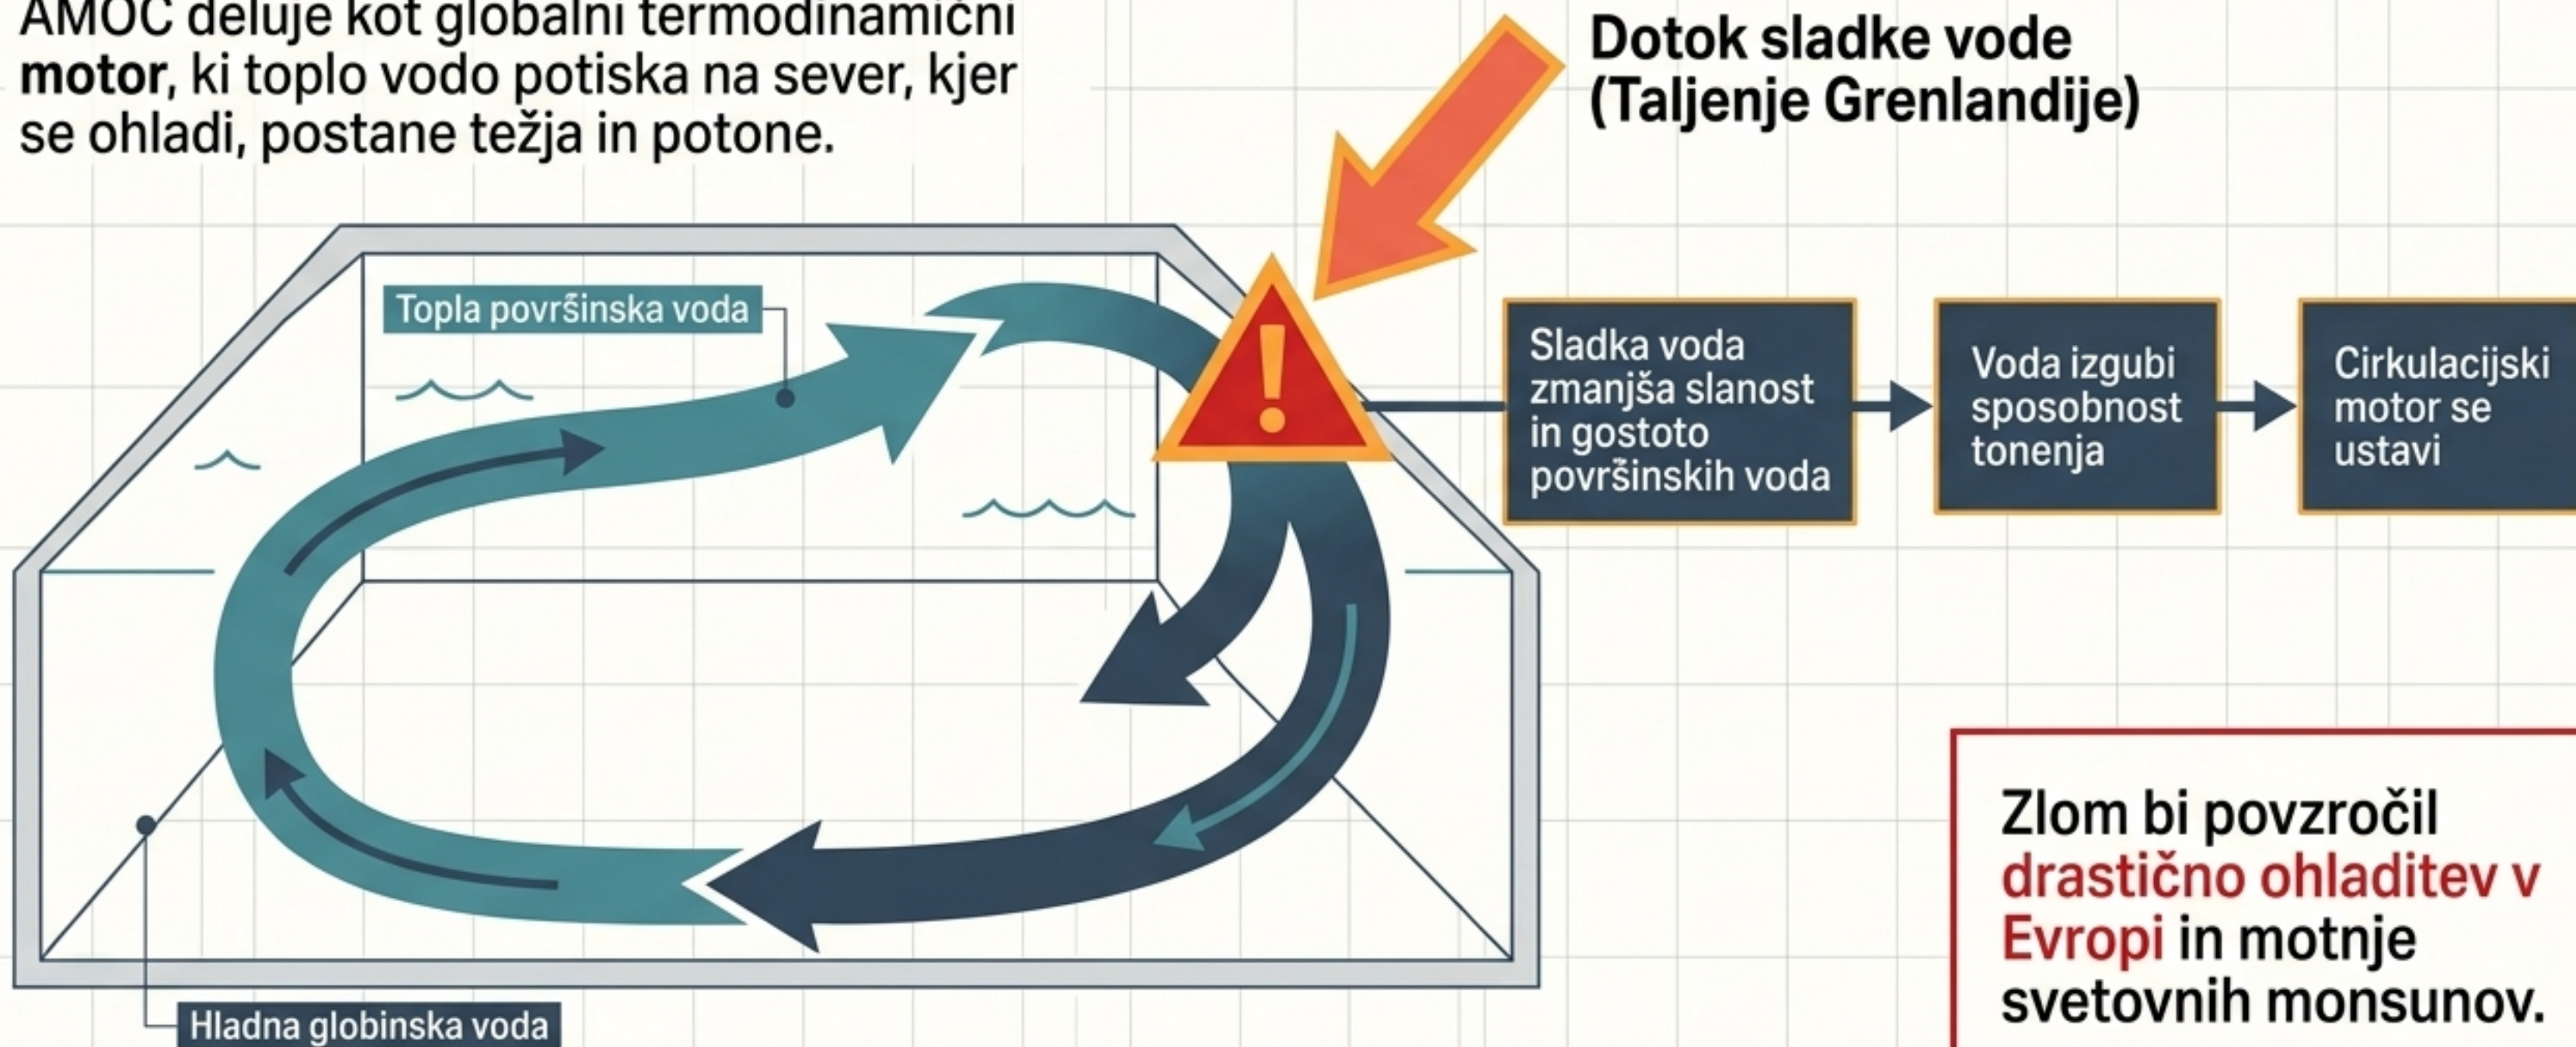 AMOC deluje kot globalni termodinamični
motor, ki toplo vodo potiska na sever, kjer
se ohladi, postane težja in potone.
Dotok sladke vode
(Taljenje Grenlandije)
Topla površinska voda
Sladka voda
zmanjša slanost
in gostoto
površinskih voda
Voda izgubi
sposobnost
tonenja
Cirkulacijski
motor se
ustavi
Zlom bi povzročil
drastično ohladitev v
Evropi in motnje
svetovnih monsunov.
Hladna globinska voda